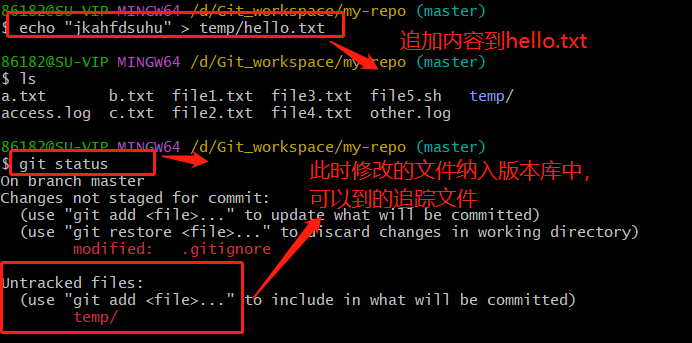 86182@SU-VIP MINGW64 /d/Git_workspace/my-repo (master)
$ echo "jkahfdsuhu" > temp/hello.txt
追加内容到hello.txt
86182@SU-VIP MINGW64 /d/Git_workspace/my-repo (master)
$ ls
a.txt b.txt file1.txt file3.txt file5.sh temp/
access.log c.txt file2.txt file4.txt other.log
86182@SU-VIP MINGW64 /d/Git_workspace/my-repo (master)
$ git status
此时修改的文件纳入版本库中，
可以到的追踪文件
On branch master
Changes not staged for commit:
(use "git add <file>..." to update what will be committed)
(use "git restore <file>..." to discard changes in working directory)
modified: .gitignore
Untracked files:
(use "git add <file>..." to include in what will be committed)
temp/